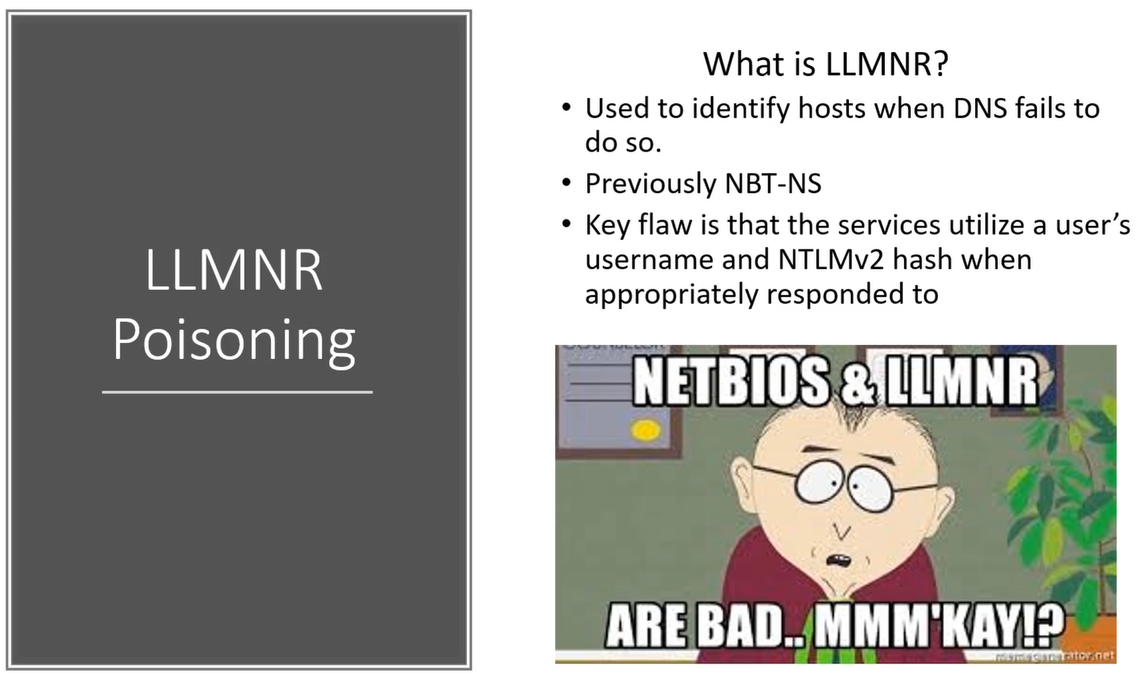 LLMNR
Poisoning
What is LLMNR?
• Used to identify hosts when DNS fails to
do so.
• Previously NBT-NS
• Key flaw is that the services utilize a user’s
username and NTLMv2 hash when
appropriately responded to
NETBIOS & LLMNR
ARE BAD.. MMM'KAY!?
memegenerator.net